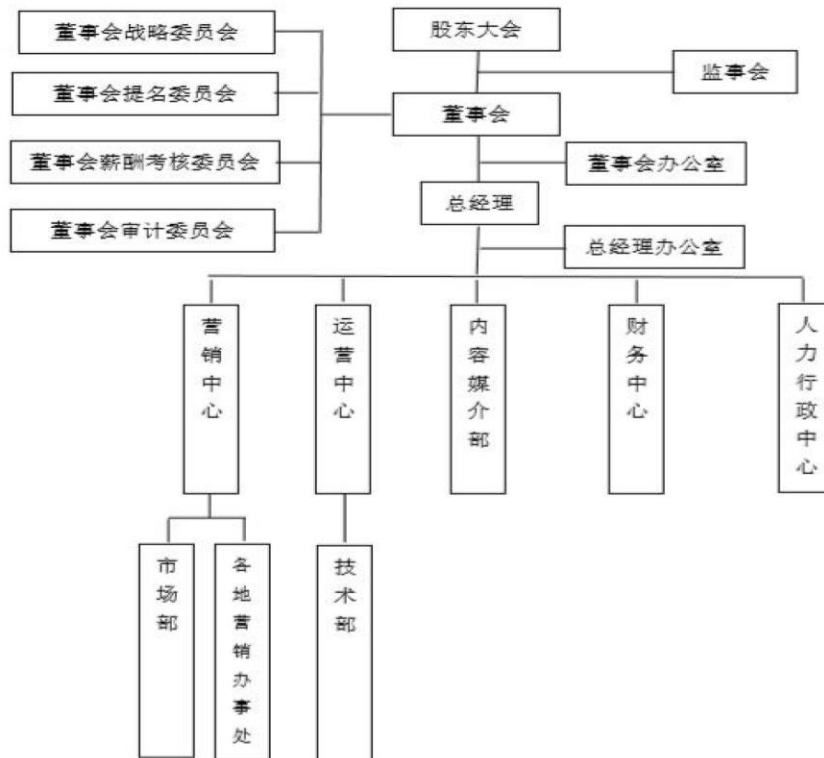 董事会战略委员会
股东大会
监事会
董事会提名委员会
董事会
董事会薪酬考核委员会
董事会办公室
总经理
董事会审计委员会
总经理办公室
营销中心
运营中心
内容媒介部
财务中心
人力行政中心
市场部
各地营销办事处
技术部